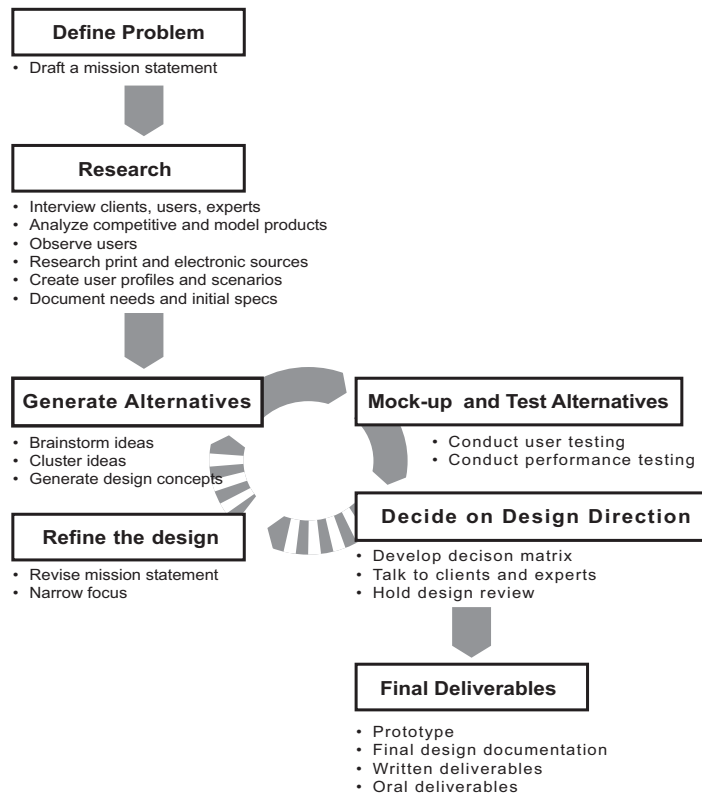 Define Problem
• Draft a mission statement
Research
• Interview clients, users, experts
• Analyze competitive and model products
• Observe users
• Research print and electronic sources
• Create user profiles and scenarios
• Document needs and initial specs
Generate Alternatives
• Brainstorm ideas
• Cluster ideas
• Generate design concepts
Mock-up and Test Alternatives
• Conduct user testing
• Conduct performance testing
Decide on Design Direction
• Develop decison matrix
• Talk to clients and experts
• Hold design review
Refine the design
• Revise mission statement
• Narrow focus
Final Deliverables
• Prototype
• Final design documentation
• Written deliverables
• Oral deliverables